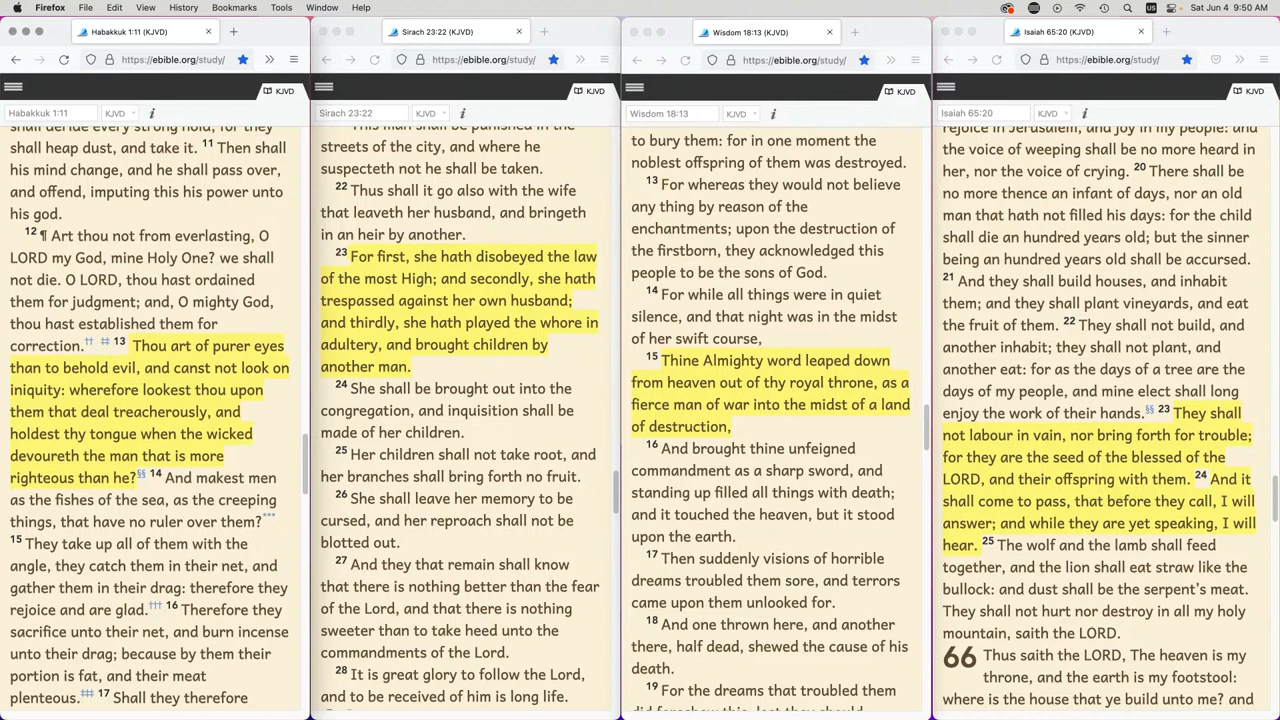 Firefox File Edit View History Bookmarks Tools Window Help Sat Jun 4 9:50 AM
Habakkuk 1:11 (KJVD)
https://ebible.org/study/
KJVD
Habakkuk 1:11 KJVD i
shall deride every strong hold; for they
shall heap dust, and take it. 11 Then shall
his mind change, and he shall pass over,
and offend, imputing this his power unto
his god.
12 ¶ Art thou not from everlasting, O
LORD my God, mine Holy One? we shall
not die. O LORD, thou hast ordained
them for judgment; and, O mighty God,
thou hast established them for
correction.†† ‡‡ 13 Thou art of purer eyes
than to behold evil, and canst not look on
iniquity: wherefore lookest thou upon
them that deal treacherously, and
holdest thy tongue when the wicked
devoureth the man that is more
righteous than he?§§ 14 And makest men
as the fishes of the sea, as the creeping
things, that have no ruler over them?***
15 They take up all of them with the
angle, they catch them in their net, and
gather them in their drag: therefore they
rejoice and are glad.††† 16 Therefore they
sacrifice unto their net, and burn incense
unto their drag; because by them their
portion is fat, and their meat
plenteous.‡‡‡ 17 Shall they therefore
Sirach 23:22 (KJVD)
https://ebible.org/study/
KJVD
Sirach 23:22 KJVD i
This man shall be punished in the
streets of the city, and where he
suspecteth not he shall be taken.
22 Thus shall it go also with the wife
that leaveth her husband, and bringeth
in an heir by another.
23 For first, she hath disobeyed the law
of the most High; and secondly, she hath
trespassed against her own husband;
and thirdly, she hath played the whore in
adultery, and brought children by
another man.
24 She shall be brought out into the
congregation, and inquisition shall be
made of her children.
25 Her children shall not take root, and
her branches shall bring forth no fruit.
26 She shall leave her memory to be
cursed, and her reproach shall not be
blotted out.
27 And they that remain shall know
that there is nothing better than the fear
of the Lord, and that there is nothing
sweeter than to take heed unto the
commandments of the Lord.
28 It is great glory to follow the Lord,
and to be received of him is long life.
Wisdom 18:13 (KJVD)
https://ebible.org/study/
KJVD
Wisdom 18:13 KJVD i
to bury them: for in one moment the
noblest offspring of them was destroyed.
13 For whereas they would not believe
any thing by reason of the
enchantments; upon the destruction of
the firstborn, they acknowledged this
people to be the sons of God.
14 For while all things were in quiet
silence, and that night was in the midst
of her swift course,
15 Thine Almighty word leaped down
from heaven out of thy royal throne, as a
fierce man of war into the midst of a land
of destruction,
16 And brought thine unfeigned
commandment as a sharp sword, and
standing up filled all things with death;
and it touched the heaven, but it stood
upon the earth.
17 Then suddenly visions of horrible
dreams troubled them sore, and terrors
came upon them unlooked for.
18 And one thrown here, and another
there, half dead, shewed the cause of his
death.
19 For the dreams that troubled them
did foreshew this, lest they should
Isaiah 65:20 (KJVD)
https://ebible.org/study/
KJVD
Isaiah 65:20 KJVD i
rejoice in Jerusalem, and joy in my people: and
the voice of weeping shall be no more heard in
her, nor the voice of crying. 20 There shall be
no more thence an infant of days, nor an old
man that hath not filled his days: for the child
shall die an hundred years old; but the sinner
being an hundred years old shall be accursed.
21 And they shall build houses, and inhabit
them; and they shall plant vineyards, and eat
the fruit of them. 22 They shall not build, and
another inhabit; they shall not plant, and
another eat: for as the days of a tree are the
days of my people, and mine elect shall long
enjoy the work of their hands.§§ 23 They shall
not labour in vain, nor bring forth for trouble;
for they are the seed of the blessed of the
LORD, and their offspring with them. 24 And it
shall come to pass, that before they call, I will
answer; and while they are yet speaking, I will
hear. 25 The wolf and the lamb shall feed
together, and the lion shall eat straw like the
bullock: and dust shall be the serpent's meat.
They shall not hurt nor destroy in all my holy
mountain, saith the LORD.
66 Thus saith the LORD, The heaven is my
throne, and the earth is my footstool:
where is the house that ye build unto me? and